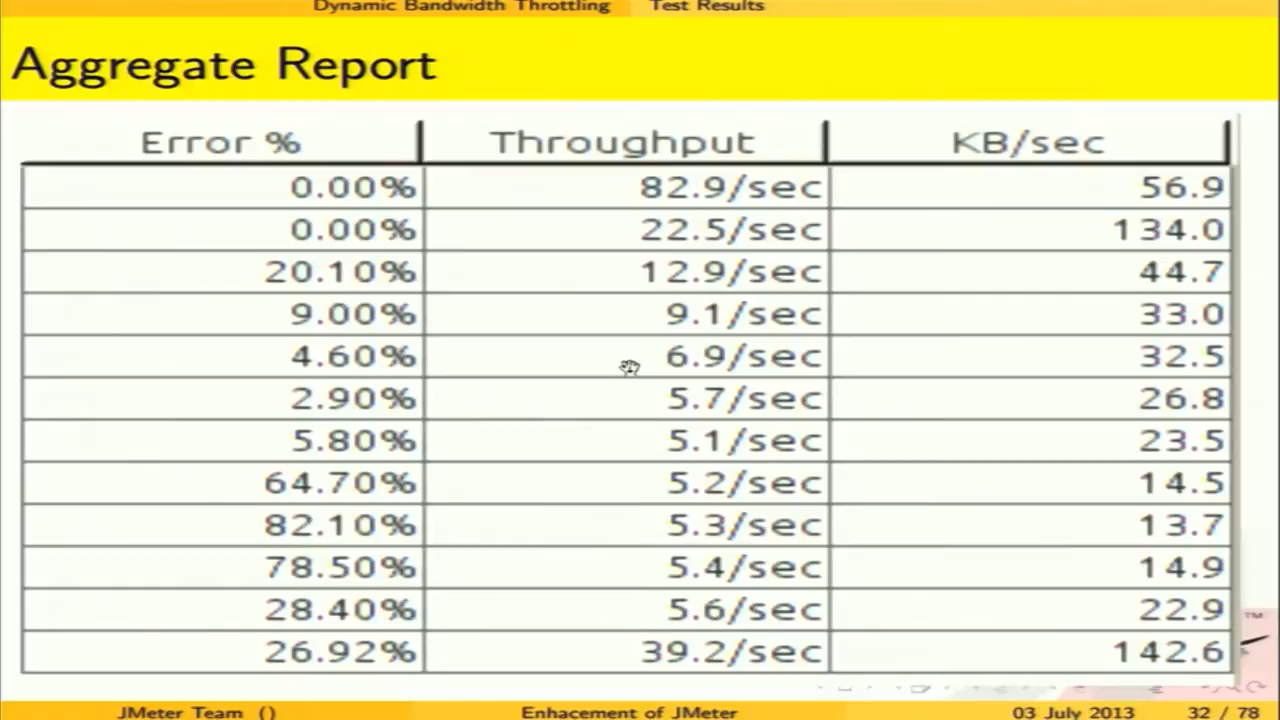 Dynamic Bandwidth Throttling Test Results
Aggregate Report
Error % Throughput KB/sec
0.00% 82.9/sec 56.9
0.00% 22.5/sec 134.0
20.10% 12.9/sec 44.7
9.00% 9.1/sec 33.0
4.60% 6.9/sec 32.5
2.90% 5.7/sec 26.8
5.80% 5.1/sec 23.5
64.70% 5.2/sec 14.5
82.10% 5.3/sec 13.7
78.50% 5.4/sec 14.9
28.40% 5.6/sec 22.9
26.92% 39.2/sec 142.6
TM
JMeter Team () Enhacement of JMeter 03 July 2013 32 / 78